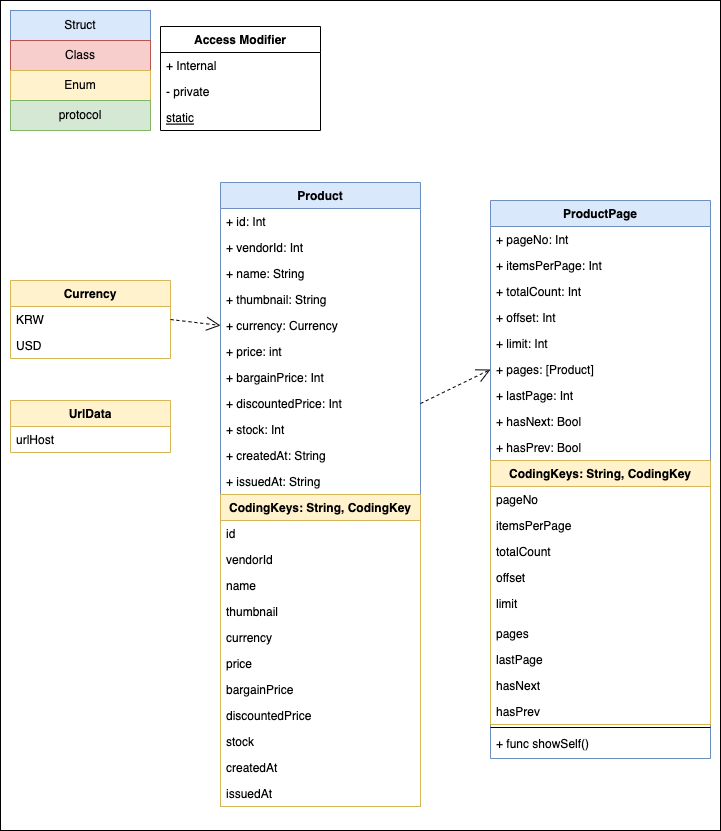 Struct
Class
Enum
protocol
Access Modifier
+ Internal
- private
static
Currency
KRW
USD
UrlData
urlHost
Product
+ id: Int
+ vendorId: Int
+ name: String
+ thumbnail: String
+ currency: Currency
+ price: int
+ bargainPrice: Int
+ discountedPrice: Int
+ stock: Int
+ createdAt: String
+ issuedAt: String
CodingKeys: String, CodingKey
id
vendorId
name
thumbnail
currency
price
bargainPrice
discountedPrice
stock
createdAt
issuedAt
ProductPage
+ pageNo: Int
+ itemsPerPage: Int
+ totalCount: Int
+ offset: Int
+ limit: Int
+ pages: [Product]
+ lastPage: Int
+ hasNext: Bool
+ hasPrev: Bool
CodingKeys: String, CodingKey
pageNo
itemsPerPage
totalCount
offset
limit
pages
lastPage
hasNext
hasPrev
+ func showSelf()